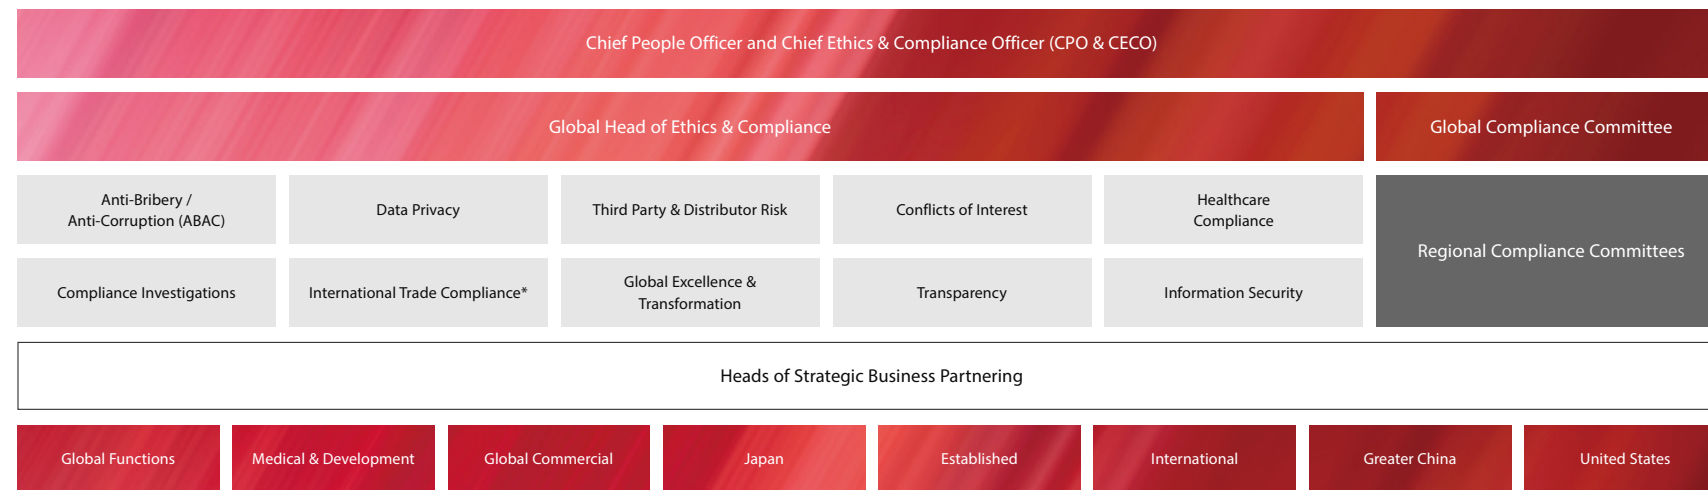 Chief People Officer and Chief Ethics & Compliance Officer (CPO & CECO)
Global Head of Ethics & Compliance
Global Compliance Committee
Anti-Bribery /
Anti-Corruption (ABAC)
Data Privacy
Third Party & Distributor Risk
Conflicts of Interest
Healthcare
Compliance
Regional Compliance Committees
Compliance Investigations
International Trade Compliance*
Global Excellence &
Transformation
Transparency
Information Security
Heads of Strategic Business Partnering
Global Functions
Medical & Development
Global Commercial
Japan
Established
International
Greater China
United States